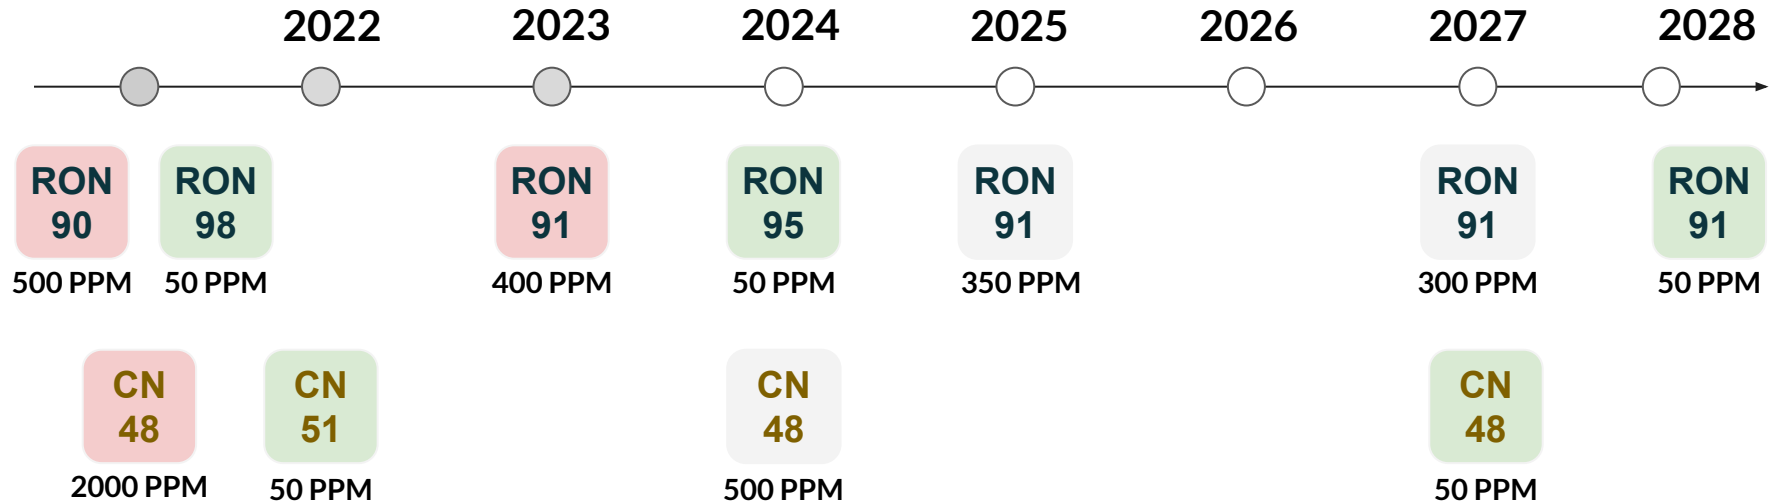 2022 2023 2024 2025 2026 2027 2028
RON RON RON RON RON RON RON
90 98 91 95 91 91 91
500 PPM 50 PPM 400 PPM 50 PPM 350 PPM 300 PPM 50 PPM
CN CN CN CN
48 51 48 48
2000 PPM 50 PPM 500 PPM 50 PPM